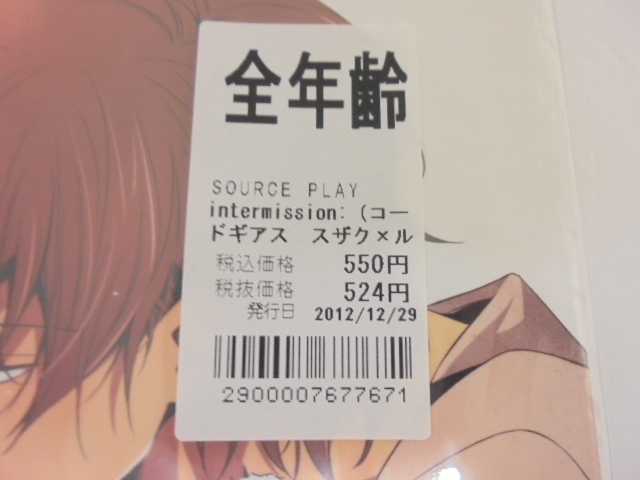 全年齢
SOURCE PLAY
intermission: (コー
ドギアス　スザク×ル
税込価格 550円
税抜価格 524円
発行日 2012/12/29
2900007677671